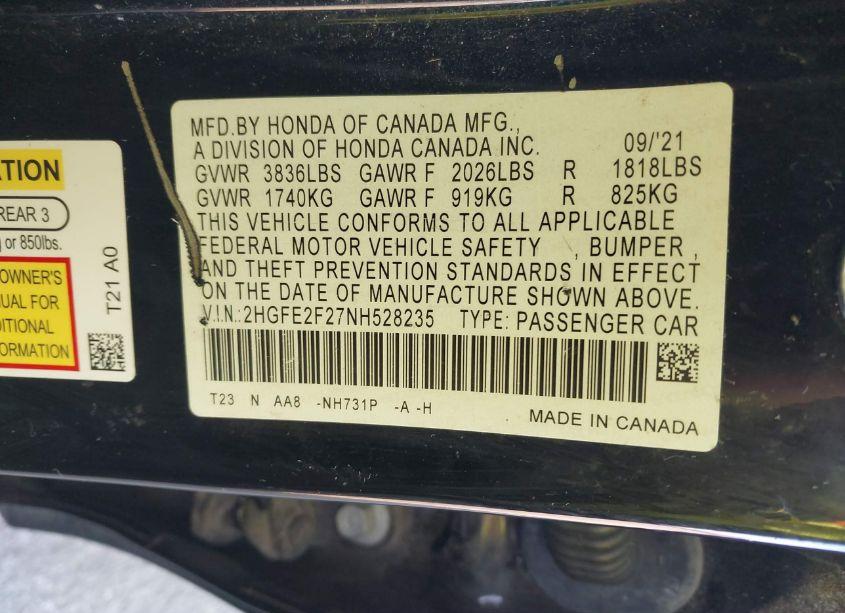 ATION
REAR 3
or 850lbs.
OWNER'S
UAL FOR
DITIONAL
FORMATION
T21 A0
MFD.BY HONDA OF CANADA MFG.,
A DIVISION OF HONDA CANADA INC. 09/'21
GVWR 3836LBS GAWR F 2026LBS R 1818LBS
GVWR 1740KG GAWR F 919KG R 825KG
THIS VEHICLE CONFORMS TO ALL APPLICABLE
FEDERAL MOTOR VEHICLE SAFETY , BUMPER ,
AND THEFT PREVENTION STANDARDS IN EFFECT
ON THE DATE OF MANUFACTURE SHOWN ABOVE.
V.I.N.:2HGFE2F27NH528235 TYPE: PASSENGER CAR
T23 N AA8 -NH731P -A -H
MADE IN CANADA